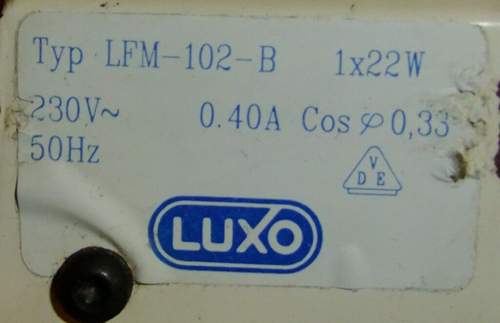 Typ LFM-102-B 1x22W
230V~ 0.40A Cos φ 0,33
50Hz
VDE
LUXO